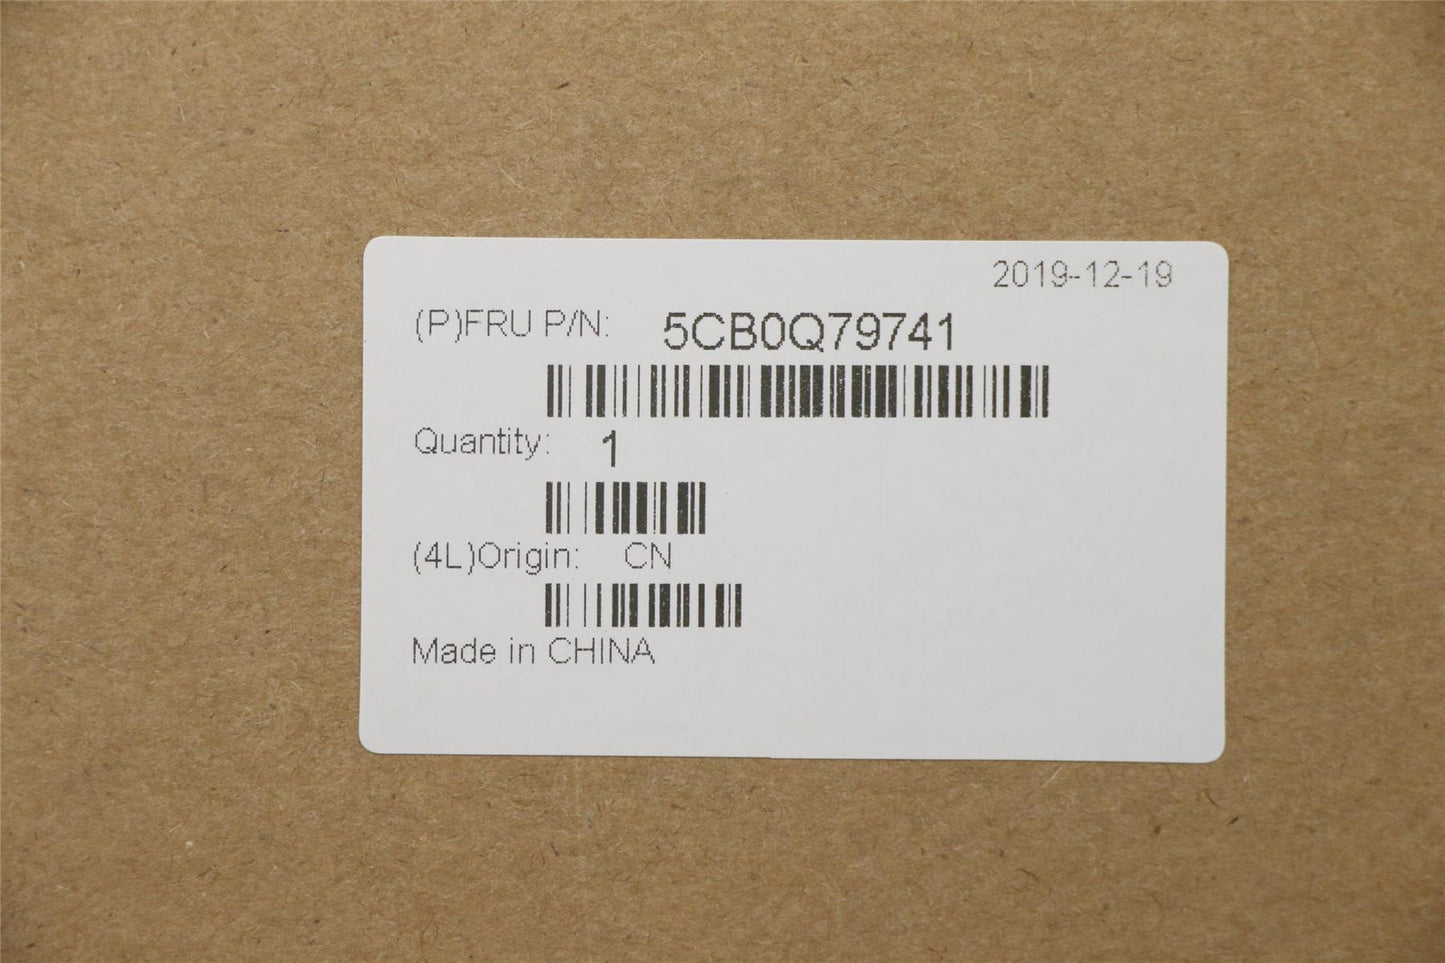 2019-12-19
(P)FRU P/N: 5CB0Q79741
Quantity: 1
(4L)Origin: CN
Made in CHINA